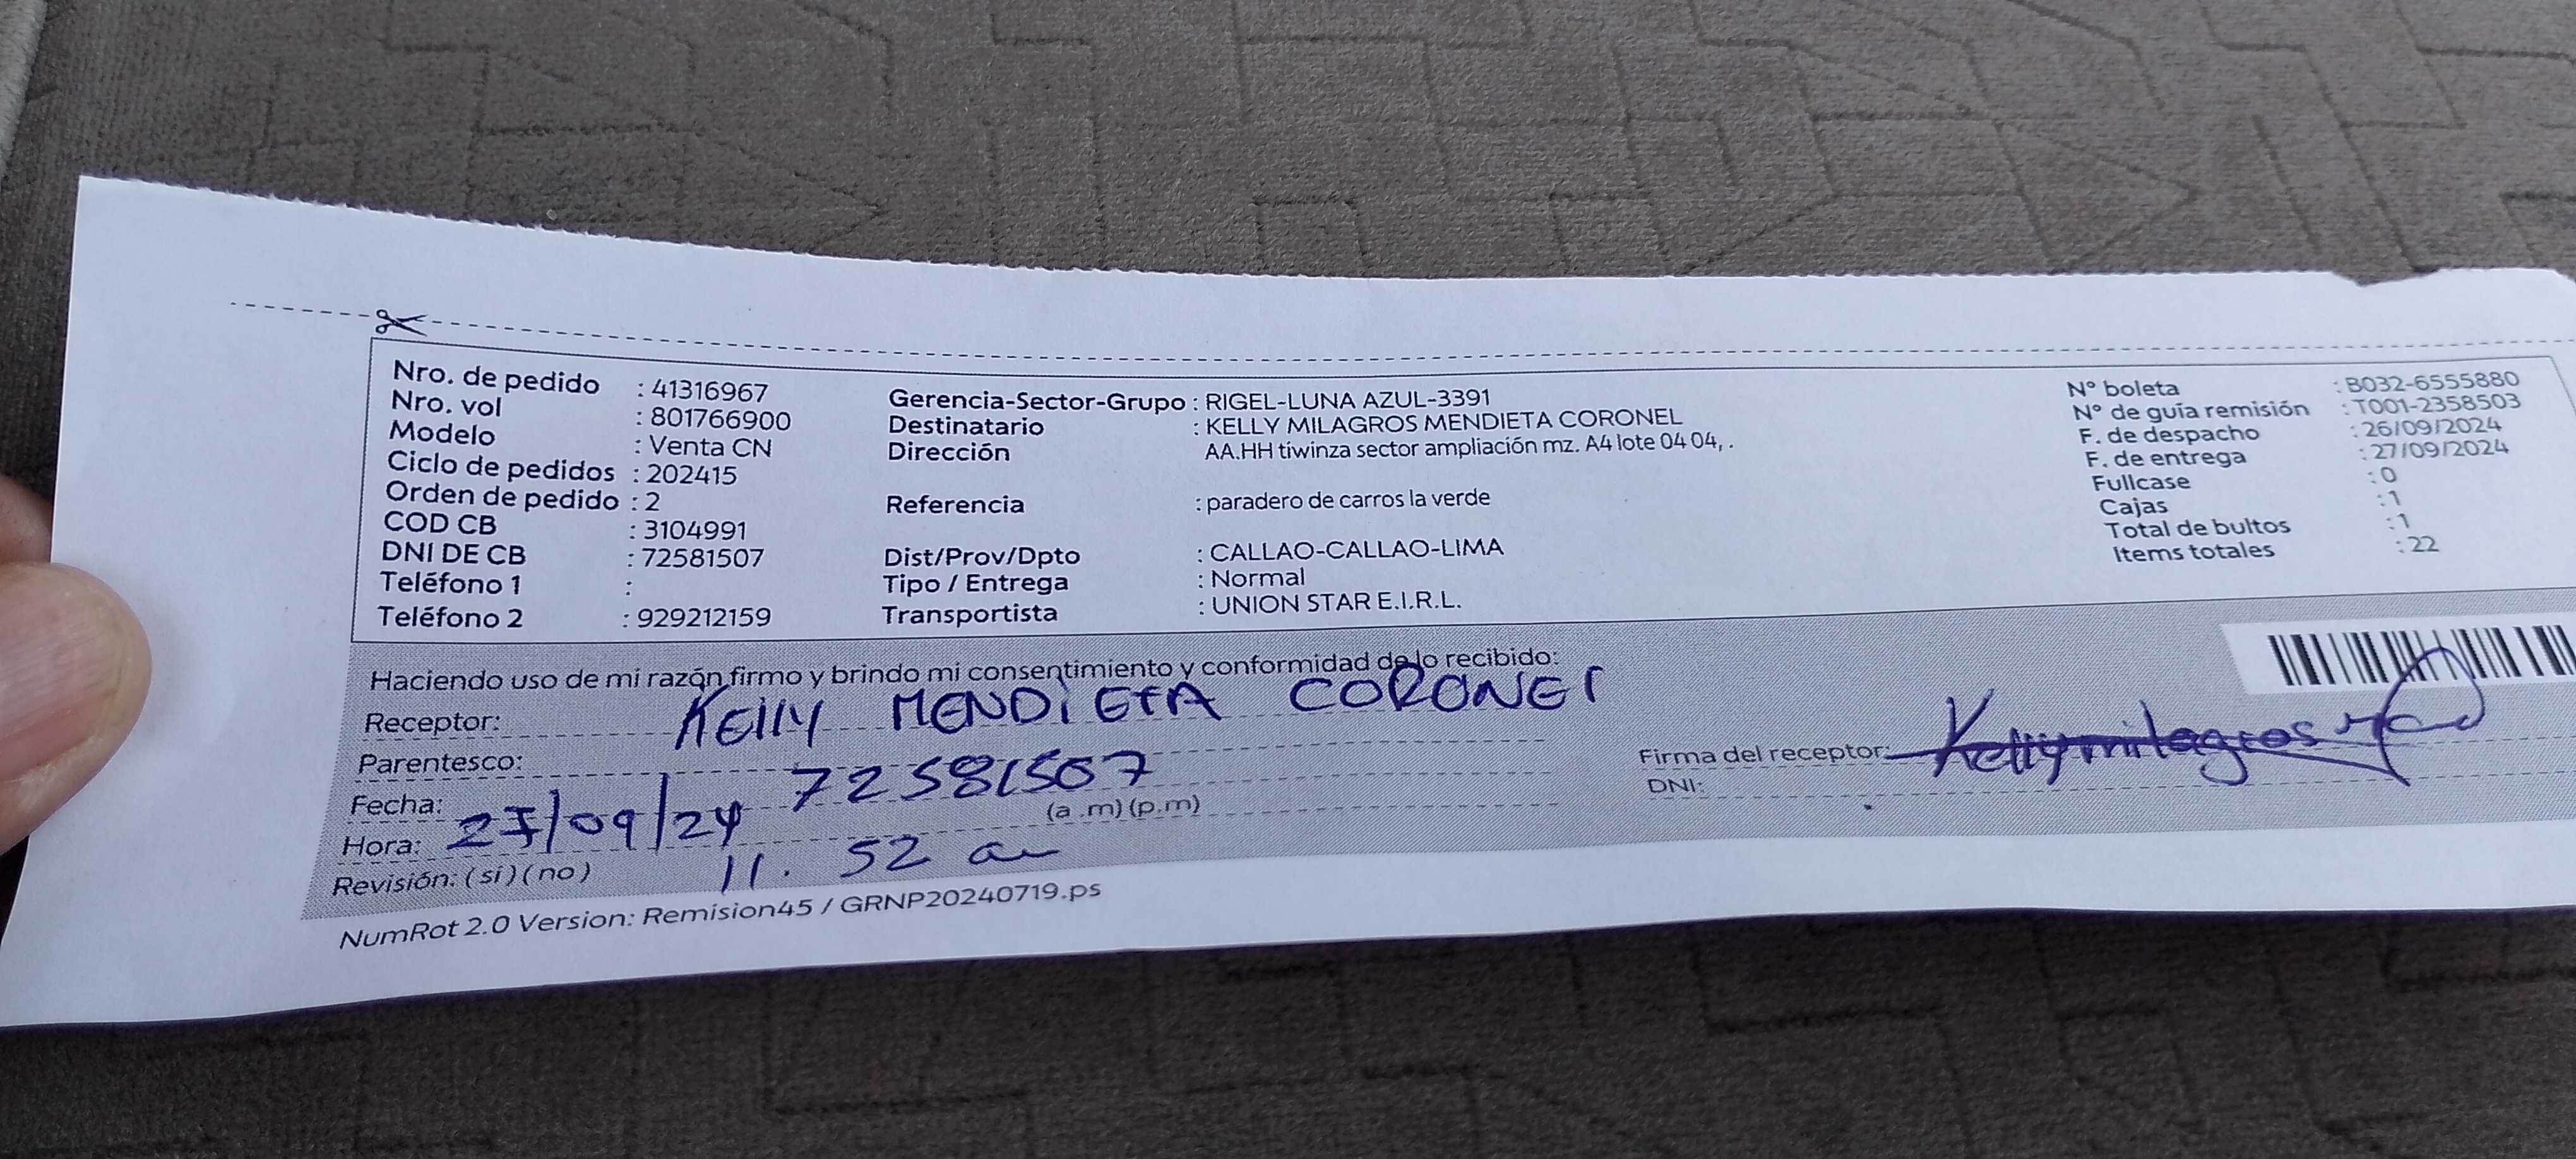 Nro. de pedido : 41316967
Nro. vol : 801766900
Modelo : Venta CN
Ciclo de pedidos : 202415
Orden de pedido : 2
COD CB : 3104991
DNI DE CB : 72581507
Teléfono 1 :
Teléfono 2 : 929212159
Gerencia-Sector-Grupo : RIGEL-LUNA AZUL-3391
Destinatario : KELLY MILAGROS MENDIETA CORONEL
Dirección AA.HH tiwinza sector ampliación mz. A4 lote 04 04, .
Referencia : paradero de carros la verde
Dist/Prov/Dpto : CALLAO-CALLAO-LIMA
Tipo / Entrega : Normal
Transportista : UNION STAR E.I.R.L.
N° boleta : B032-6555880
N° de guía remisión : T001-2358503
F. de despacho : 26/09/2024
F. de entrega : 27/09/2024
Fullcase : 0
Cajas : 1
Total de bultos : 1
Items totales : 22
Haciendo uso de mi razón firmo y brindo mi consentimiento y conformidad de lo recibido:
Receptor: KEllY MENDiETA CORONEl
Parentesco: 72581507
Fecha: 27/09/24
Hora: 11. 52 am (a .m) (p.m)
Revisión: (si) (no)
Firma del receptor: Kellymilagros
DNI:
NumRot 2.0 Version: Remision45 / GRNP20240719.ps